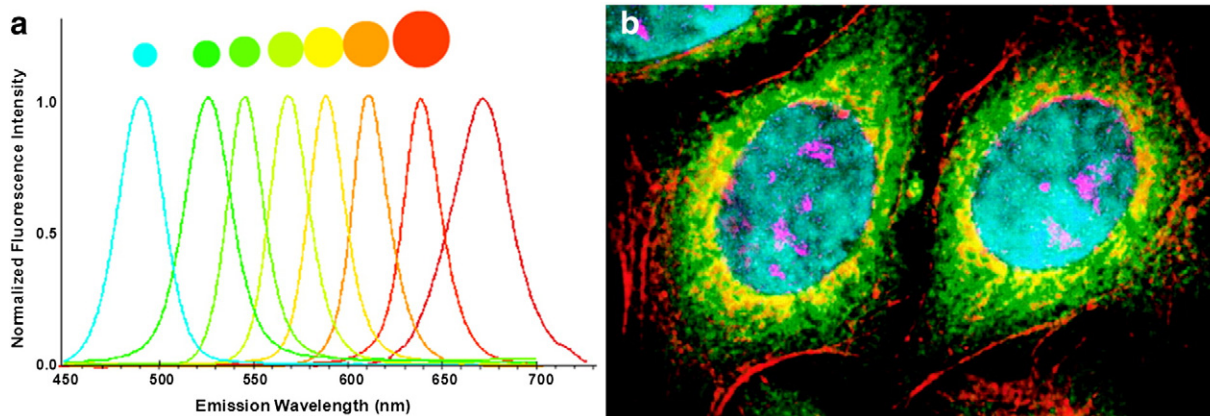 a
Normalized Fluorescence Intensity
1.0
0.5
0.0
450 500 550 600 650 700
Emission Wavelength (nm)
b